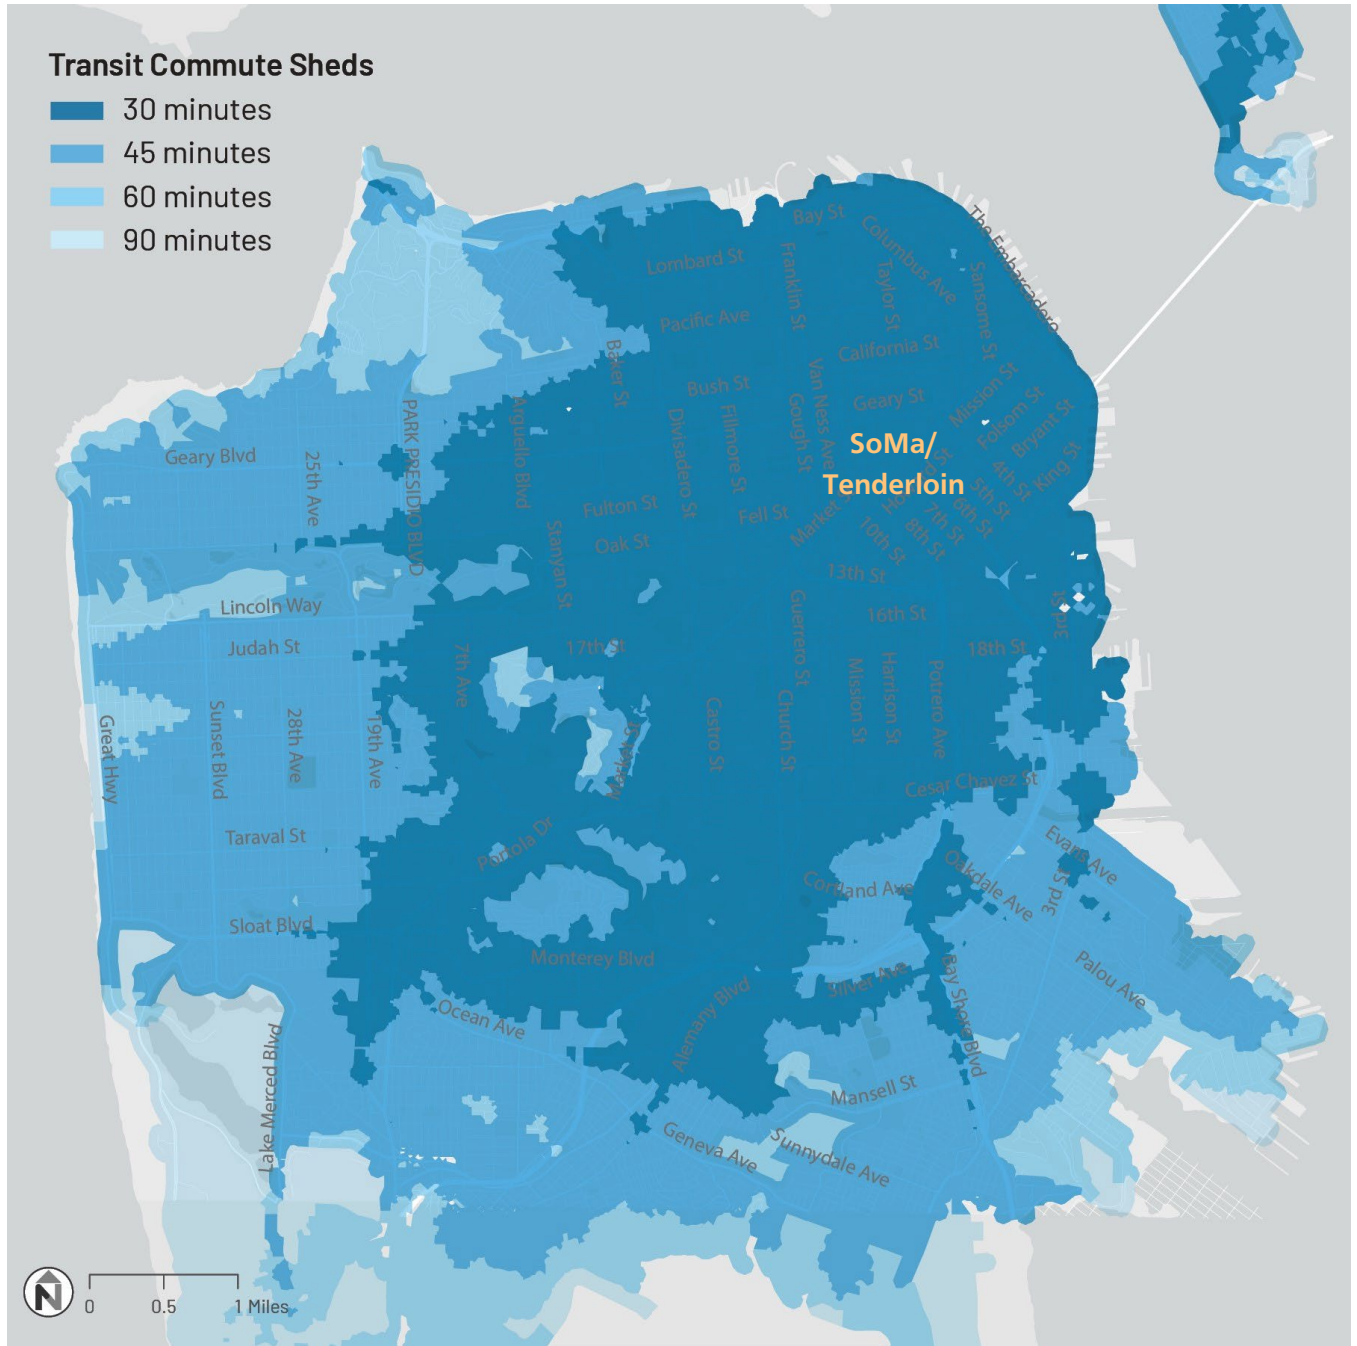 Transit Commute Sheds
30 minutes
45 minutes
60 minutes
90 minutes
The Embarcadero
Bay St
Columbus Ave
Lombard St
Franklin St
Taylor St
Sansome St
Pacific Ave
California St
Baker St
Van Ness Ave
Bush St
Geary St
Mission St
Folsom St
Bryant St
King St
PARK PRESIDIO BLVD
Arguello Blvd
Divisadero St
Fillmore St
Gough St
SoMa/
Tenderloin
Geary Blvd
25th Ave
4th St
5th St
6th St
7th St
8th St
10th St
Fulton St
Fell St
Market St
Oak St
Stanyan St
13th St
Lincoln Way
Guerrero St
16th St
3rd St
Judah St
7th Ave
17th St
18th St
Great Hwy
Sunset Blvd
28th Ave
19th Ave
Market St
Castro St
Church St
Mission St
Harrison St
Potrero Ave
Cesar Chavez St
Taraval St
Portola Dr
Evans Ave
Cortland Ave
Oakdale Ave
3rd St
Sloat Blvd
Monterey Blvd
Silver Ave
Bay Shore Blvd
Palou Ave
Ocean Ave
Alemany Blvd
Lake Merced Blvd
Mansell St
Geneva Ave
Sunnydale Ave
N
0 0.5 1 Miles